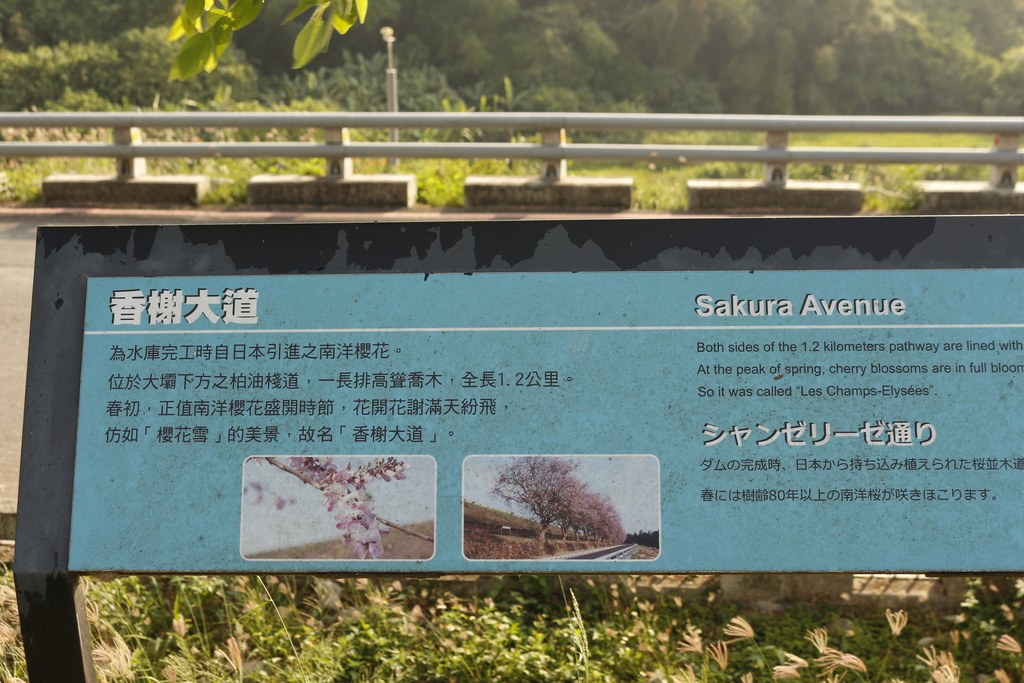 香榭大道
為水庫完工時自日本引進之南洋櫻花。
位於大壩下方之柏油棧道，一長排高聳喬木，全長1.2公里。
春初，正值南洋櫻花盛開時節，花開花謝滿天紛飛，
仿如「櫻花雪」的美景，故名「香榭大道」。
Sakura Avenue
Both sides of the 1.2 kilometers pathway are lined with
At the peak of spring, cherry blossoms are in full bloom
So it was called “Les Champs-Elysées”.
シャンゼリーゼ通り
ダムの完成時、日本から持ち込み植えられた桜並木道
春には樹齢80年以上の南洋桜が咲きほこります。